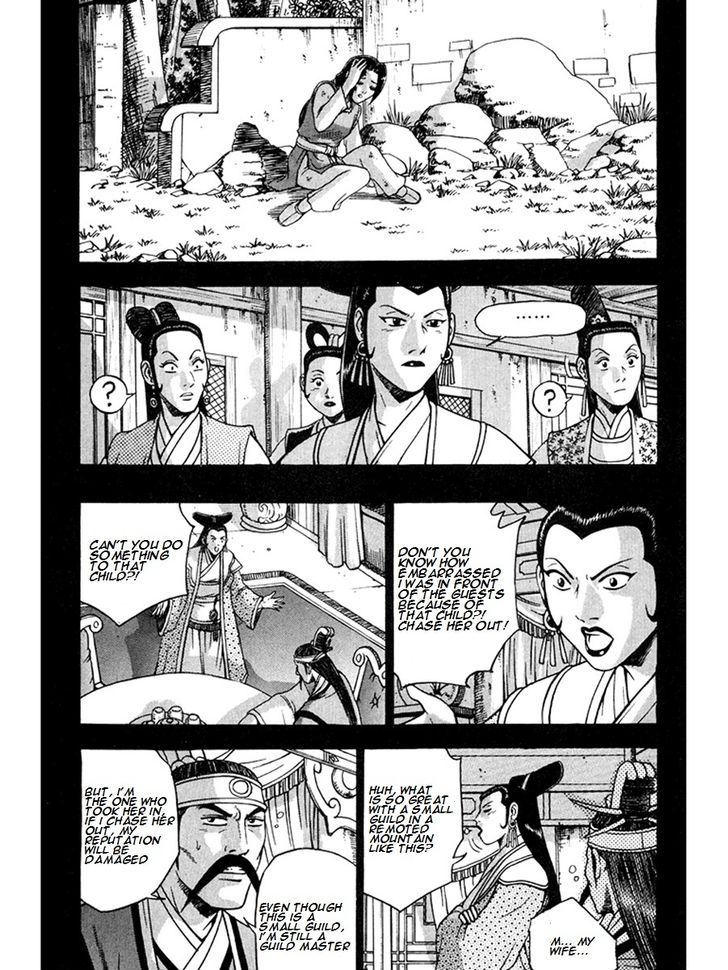 ......
?
?
CAN'T YOU DO
SOMETHING
TO THAT
CHILD?!
DON'T YOU
KNOW HOW
EMBARRASSED
I WAS IN FRONT
OF THE GUESTS
BECAUSE OF
THAT CHILD?!
CHASE HER OUT!
BUT, I'M
THE ONE WHO
TOOK HER IN.
IF I CHASE HER
OUT, MY
REPUTATION
WILL BE
DAMAGED
EVEN THOUGH
THIS IS A
SMALL GUILD,
I'M STILL A
GUILD MASTER
HUH, WHAT
IS SO GREAT
WITH A SMALL
GUILD IN A
REMOTED
MOUNTAIN
LIKE THIS?
M... MY
WIFE...